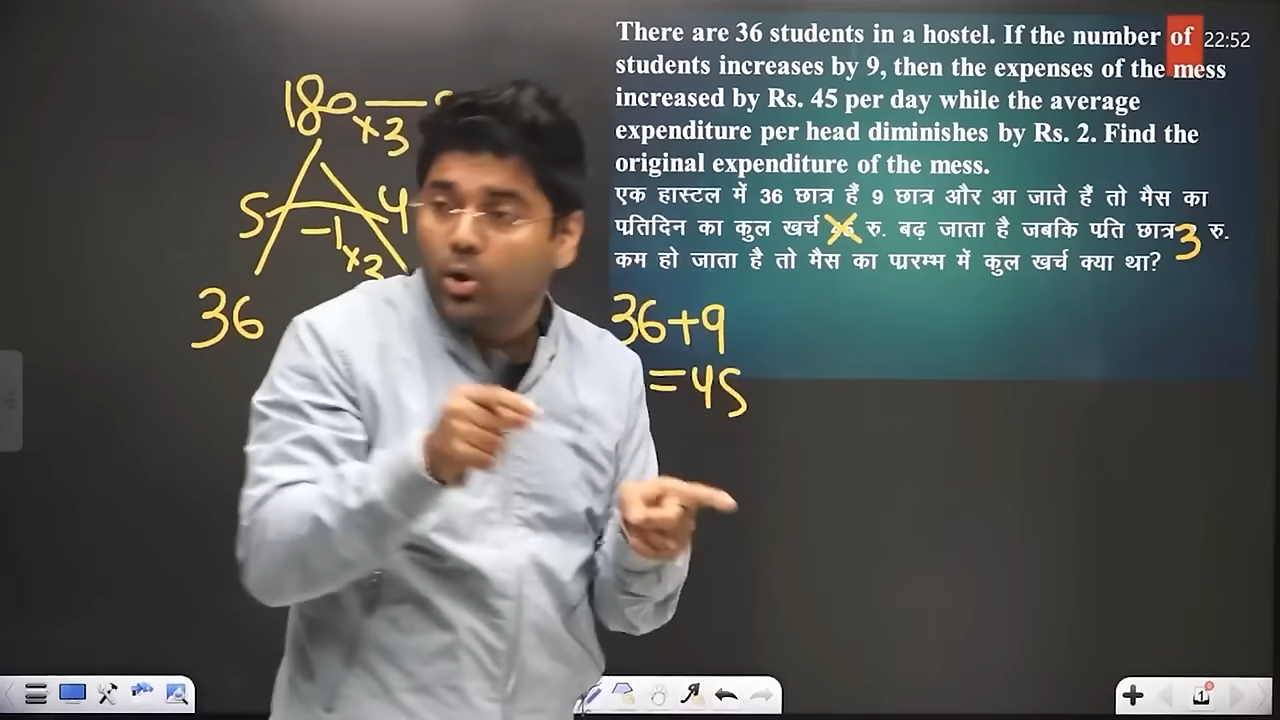 There are 36 students in a hostel. If the number of
students increases by 9, then the expenses of the mess
increased by Rs. 45 per day while the average
expenditure per head diminishes by Rs. 2. Find the
original expenditure of the mess.
एक हास्टल में 36 छात्र हैं 9 छात्र और आ जाते हैं तो मैस का
प्रतिदिन का कुल खर्च रु. बढ़ जाता है जबकि प्रति छात्र 3 रु.
कम हो जाता है तो मैस का प्रारम्भ में कुल खर्च क्या था?
22:52
180 —
×3
5 4
-1
×3
36
36+9
=45
1